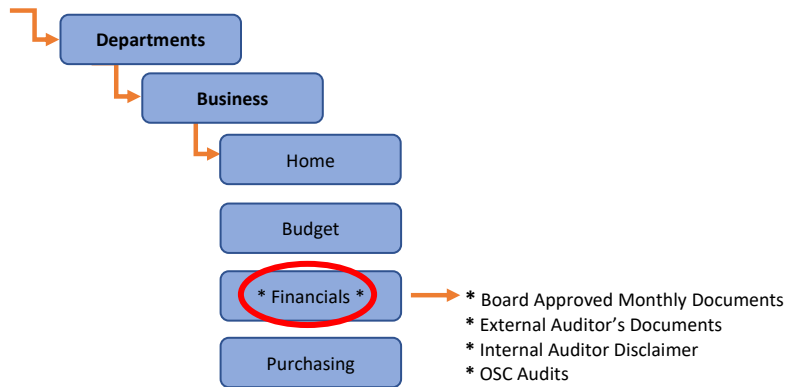 Departments
Business
Home
Budget
* Financials *
* Board Approved Monthly Documents
* External Auditor’s Documents
* Internal Auditor Disclaimer
* OSC Audits
Purchasing